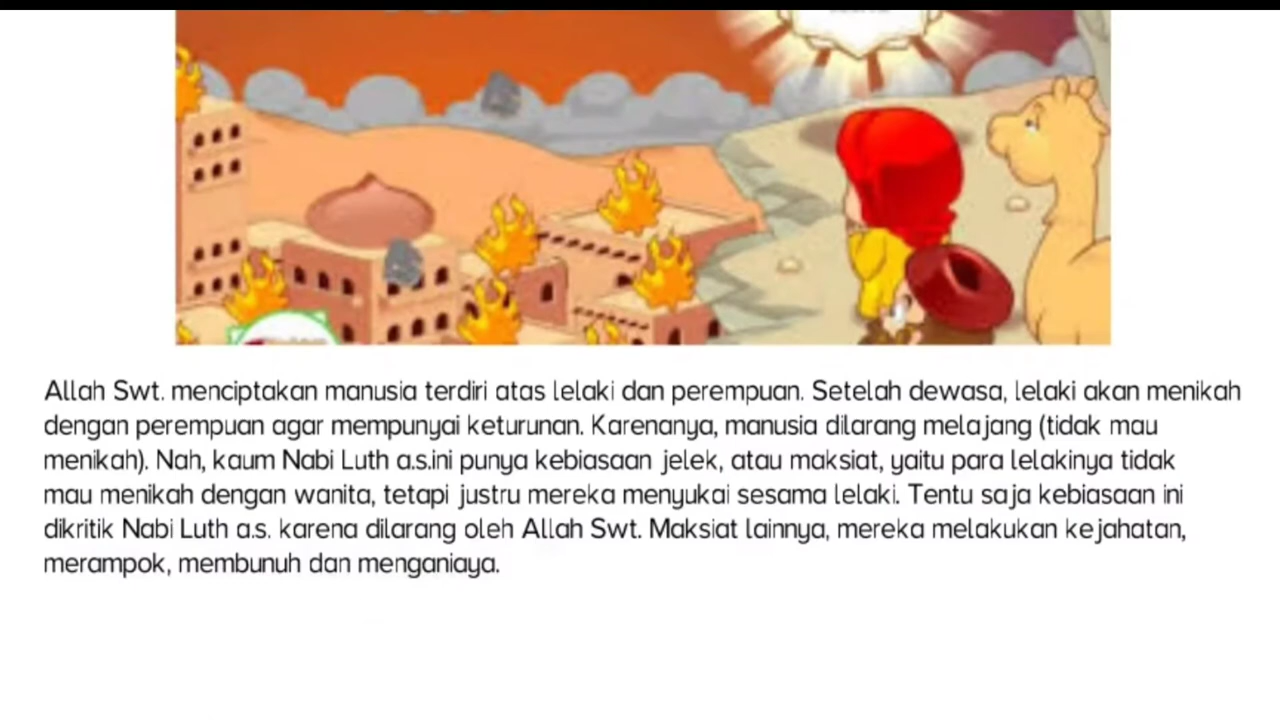 Allah Swt. menciptakan manusia terdiri atas lelaki dan perempuan. Setelah dewasa, lelaki akan menikah
dengan perempuan agar mempunyai keturunan. Karenanya, manusia dilarang melajang (tidak mau
menikah). Nah, kaum Nabi Luth a.s.ini punya kebiasaan jelek, atau maksiat, yaitu para lelakinya tidak
mau menikah dengan wanita, tetapi justru mereka menyukai sesama lelaki. Tentu saja kebiasaan ini
dikritik Nabi Luth a.s. karena dilarang oleh Allah Swt. Maksiat lainnya, mereka melakukan kejahatan,
merampok, membunuh dan menganiaya.